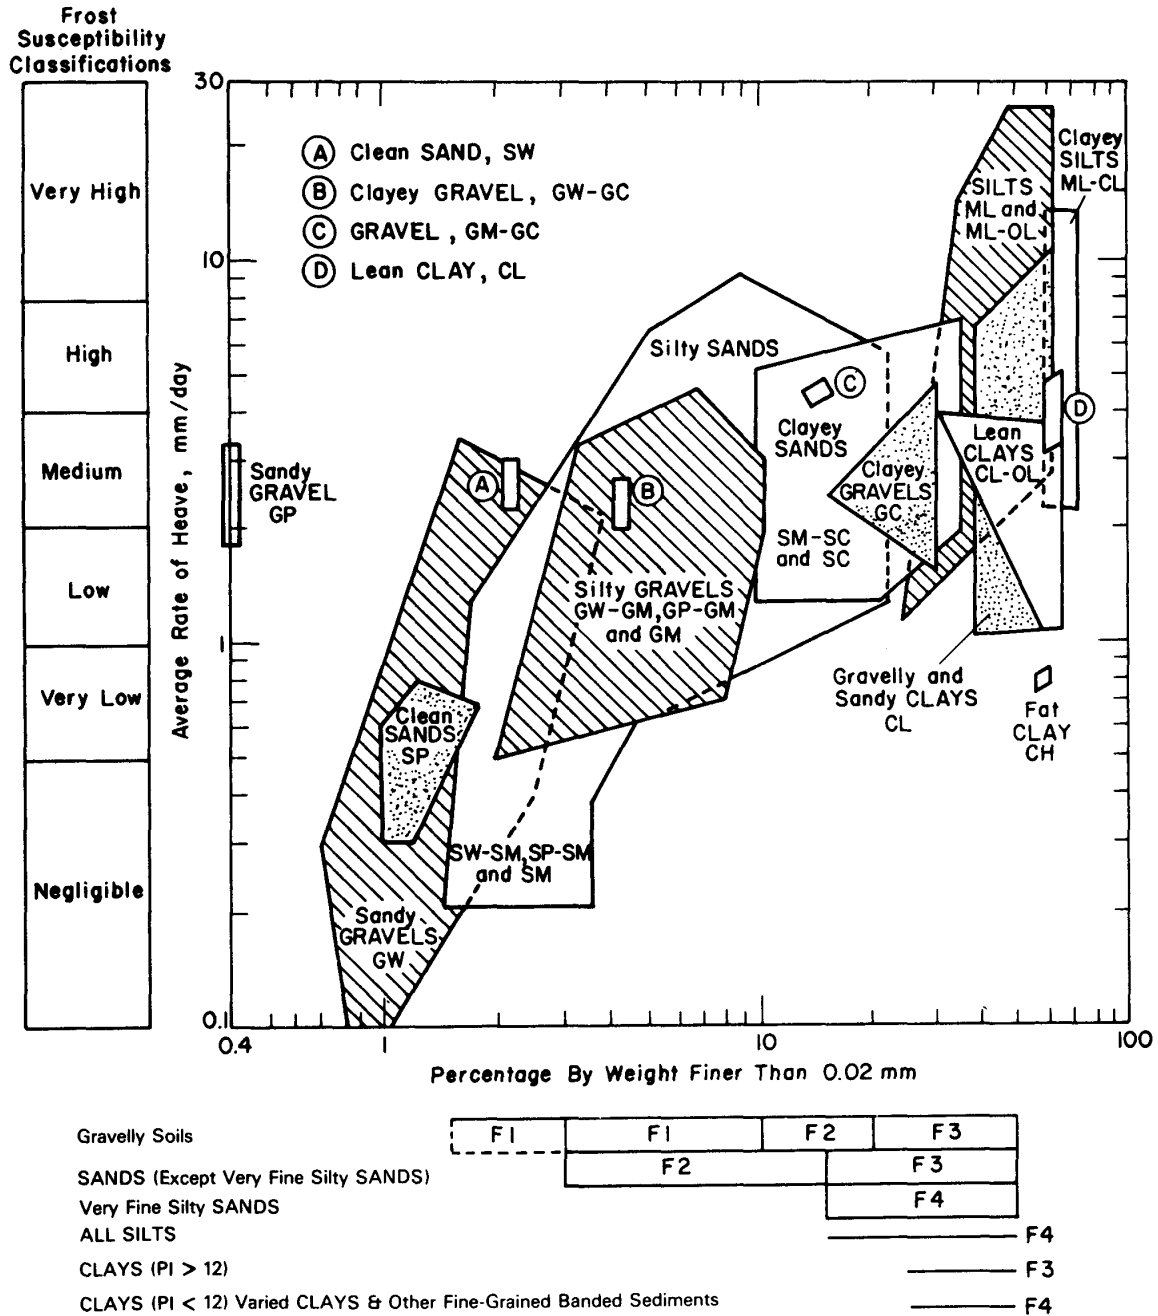 Frost
Susceptibility
Classifications
Very High
High
Medium
Low
Very Low
Negligible
Average Rate of Heave, mm/day
30
10
1
0.1
0.4
1
10
100
Percentage By Weight Finer Than 0.02 mm
A Clean SAND, SW
B Clayey GRAVEL, GW-GC
C GRAVEL, GM-GC
D Lean CLAY, CL
Clayey
SILTS
ML-CL
SILTS
ML and
ML-OL
Silty SANDS
C
D
Clayey
SANDS
Lean
CLAYS
CL-OL
Sandy
GRAVEL
GP
A
B
Clayey
GRAVELS
GC
SM-SC
and SC
Silty GRAVELS
GW-GM, GP-GM
and GM
Gravelly and
Sandy CLAYS
CL
Fat
CLAY
CH
Clean
SANDS
SP
SW-SM, SP-SM
and SM
Sandy
GRAVELS
GW
Gravelly Soils F1 F1 F2 F3
SANDS (Except Very Fine Silty SANDS) F2 F3
Very Fine Silty SANDS F4
ALL SILTS F4
CLAYS (PI > 12) F3
CLAYS (PI < 12) Varied CLAYS & Other Fine-Grained Banded Sediments F4